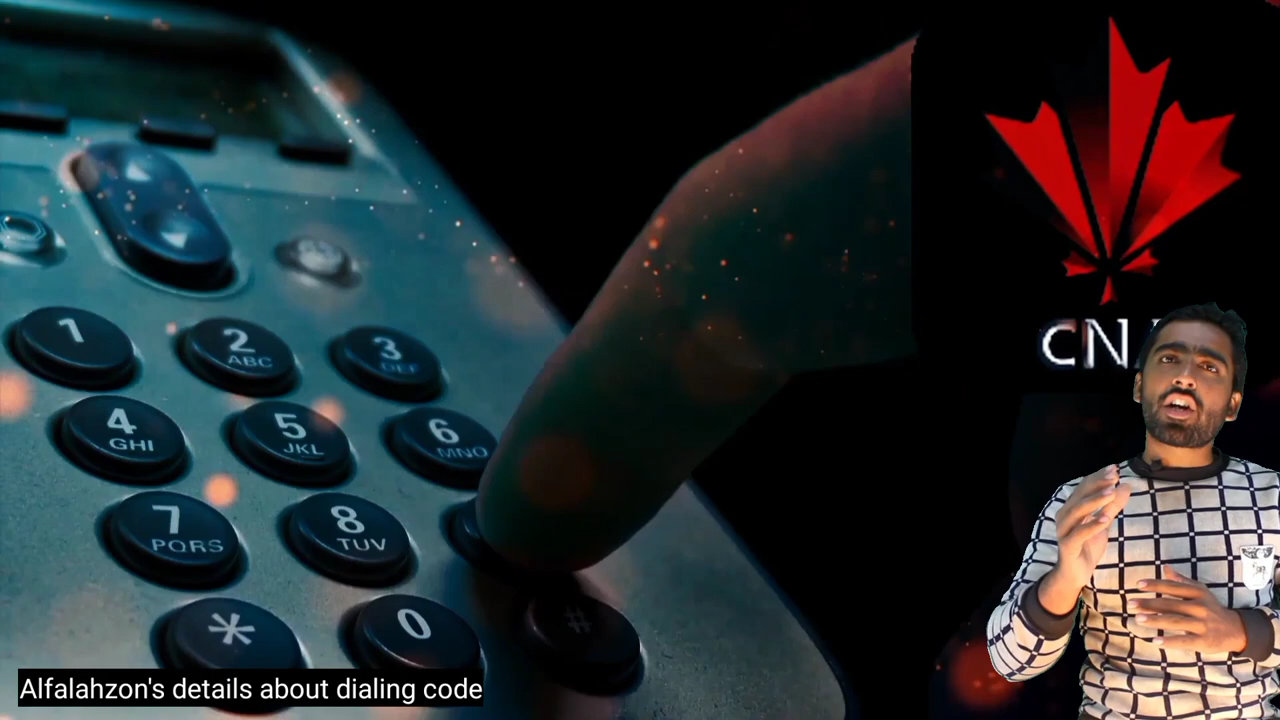 1
2
ABC
3
DEF
4
GHI
5
JKL
6
MNO
7
PQRS
8
TUV
*
0
#
CN
Alfalahzon's details about dialing code